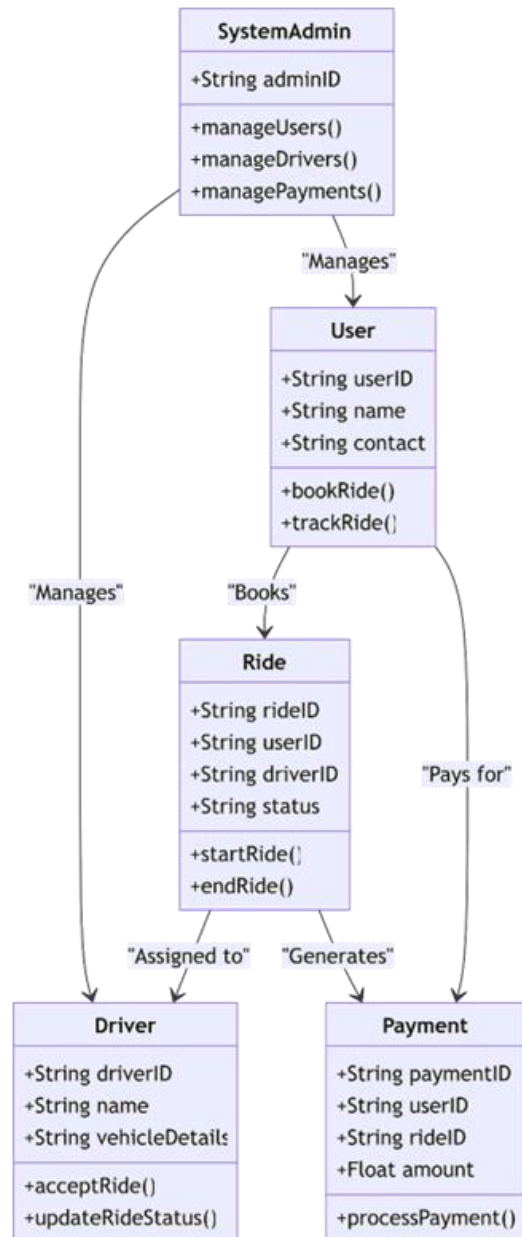 SystemAdmin
+String adminID
+manageUsers()
+manageDrivers()
+managePayments()
"Manages"
User
+String userID
+String name
+String contact
+bookRide()
+trackRide()
"Manages"
"Books"
Ride
+String rideID
+String userID
+String driverID
+String status
+startRide()
+endRide()
"Pays for"
"Assigned to"
"Generates"
Driver
+String driverID
+String name
+String vehicleDetails
+acceptRide()
+updateRideStatus()
Payment
+String paymentID
+String userID
+String rideID
+Float amount
+processPayment()